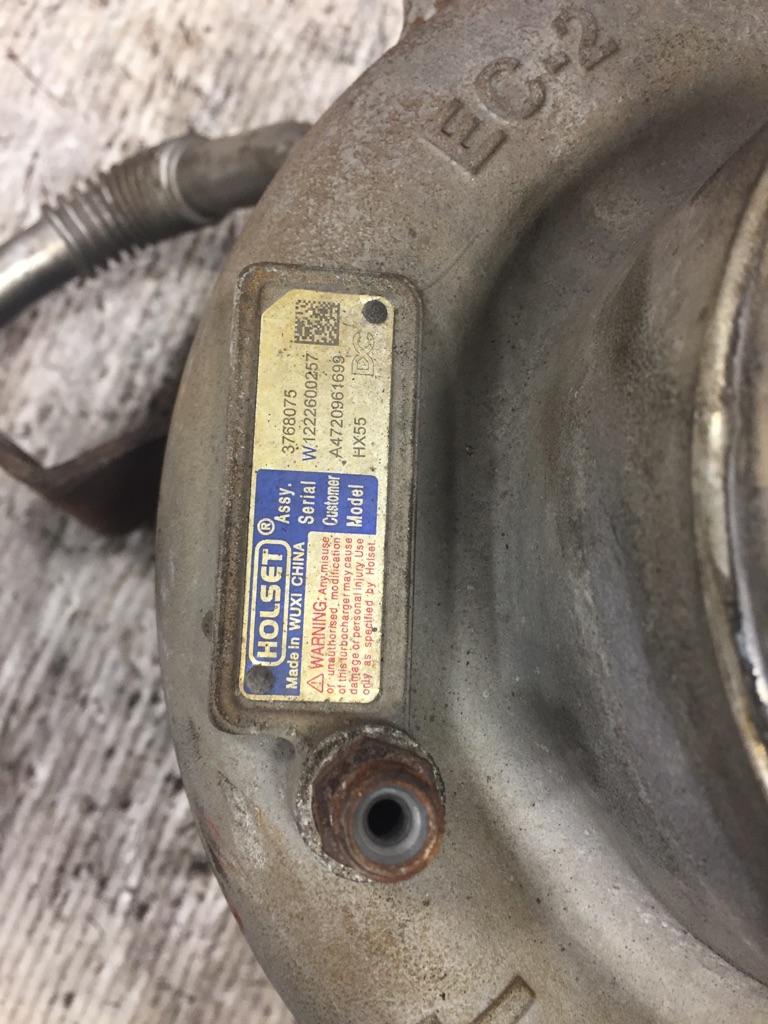 EC-2
HOLSET®
Made in WUXI CHINA
Assy. 3768075
Serial W1222600257
Customer A4720961699
Model HX55
DC
WARNING: Any misuse
or unauthorised modification
of this turbocharger may cause
damage or personal injury. Use
only as specified by Holset.